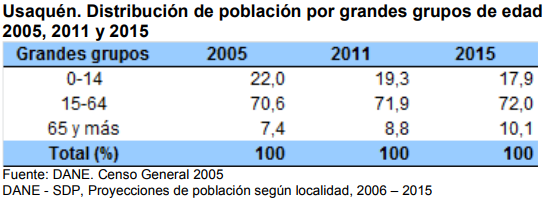 Usaquén. Distribución de población por grandes grupos de edad
2005, 2011 y 2015
Grandes grupos 2005 2011 2015
0-14 22,0 19,3 17,9
15-64 70,6 71,9 72,0
65 y más 7,4 8,8 10,1
Total (%) 100 100 100
Fuente: DANE. Censo General 2005
DANE - SDP, Proyecciones de población según localidad, 2006 – 2015